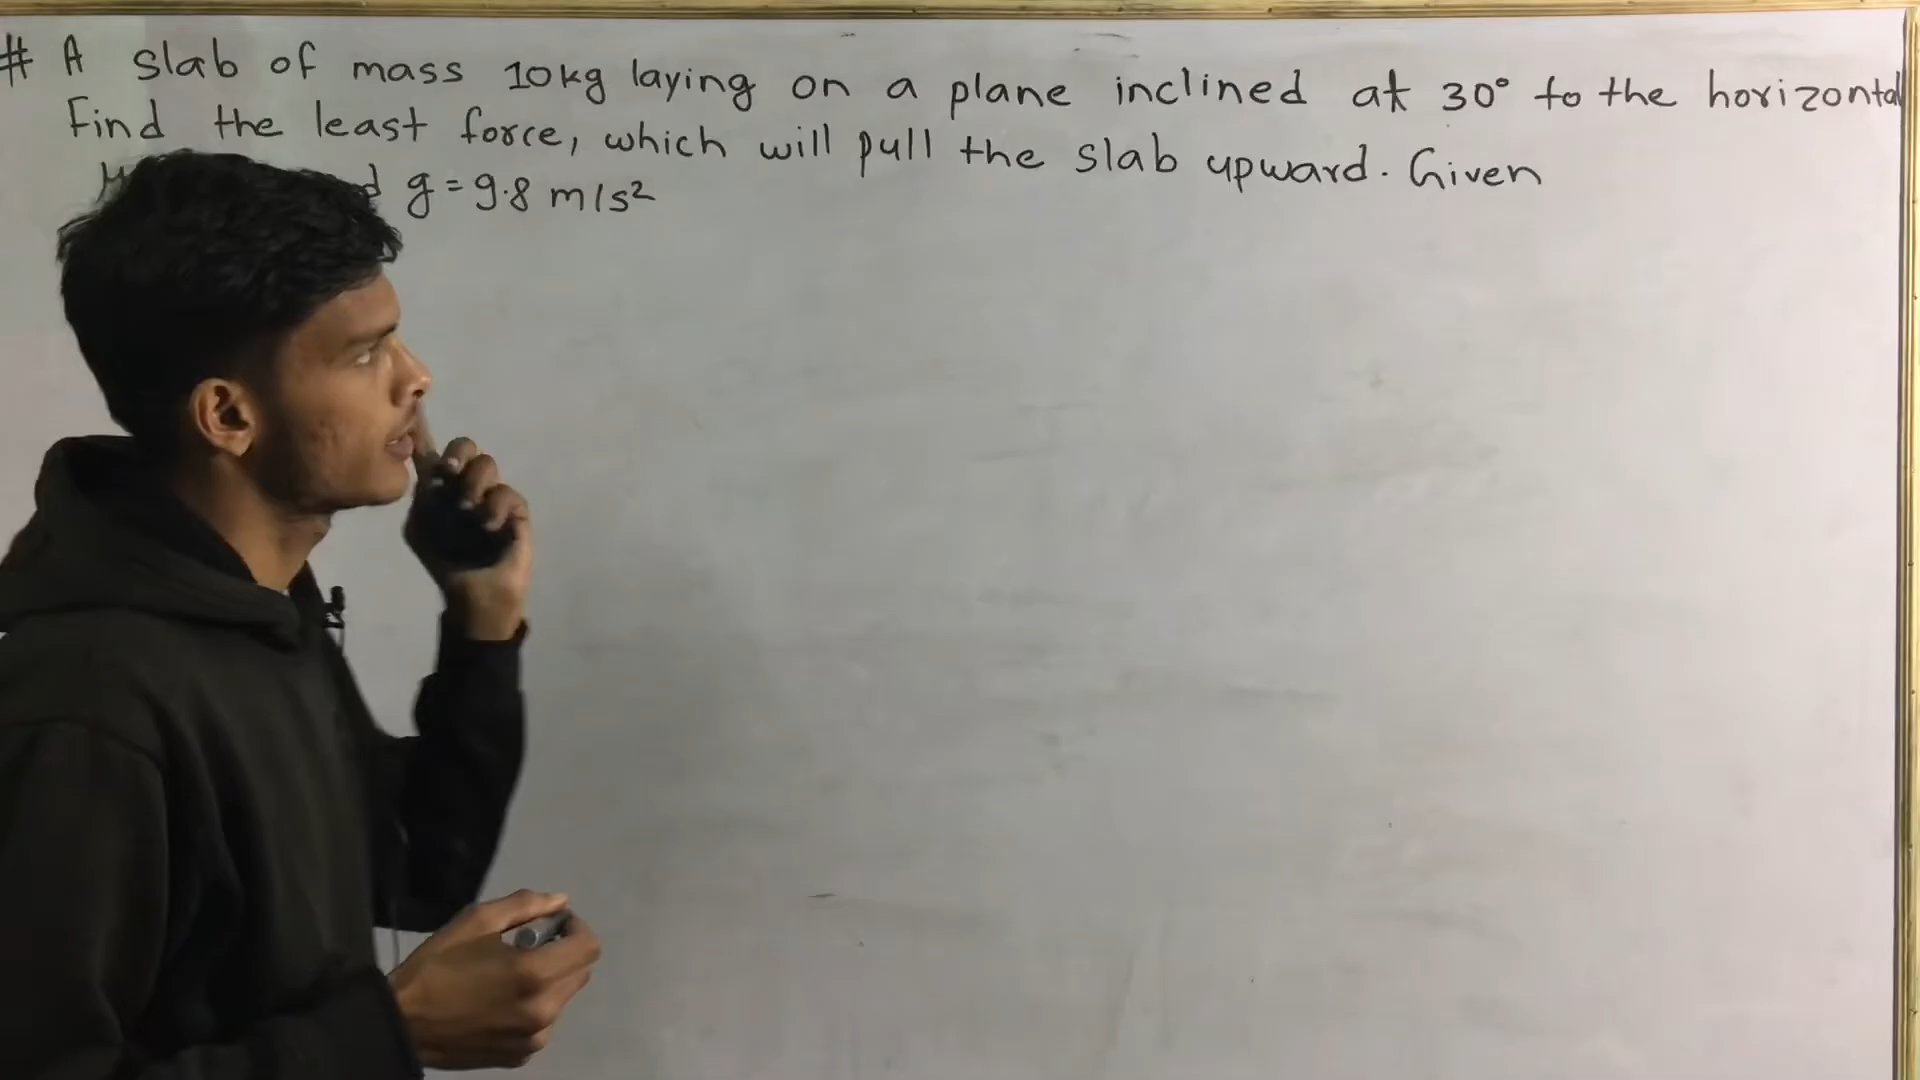 # A slab of mass 10kg laying on a plane inclined at 30° to the horizontal
Find the least force, which will pull the slab upward. Given
g = 9.8 m/s²